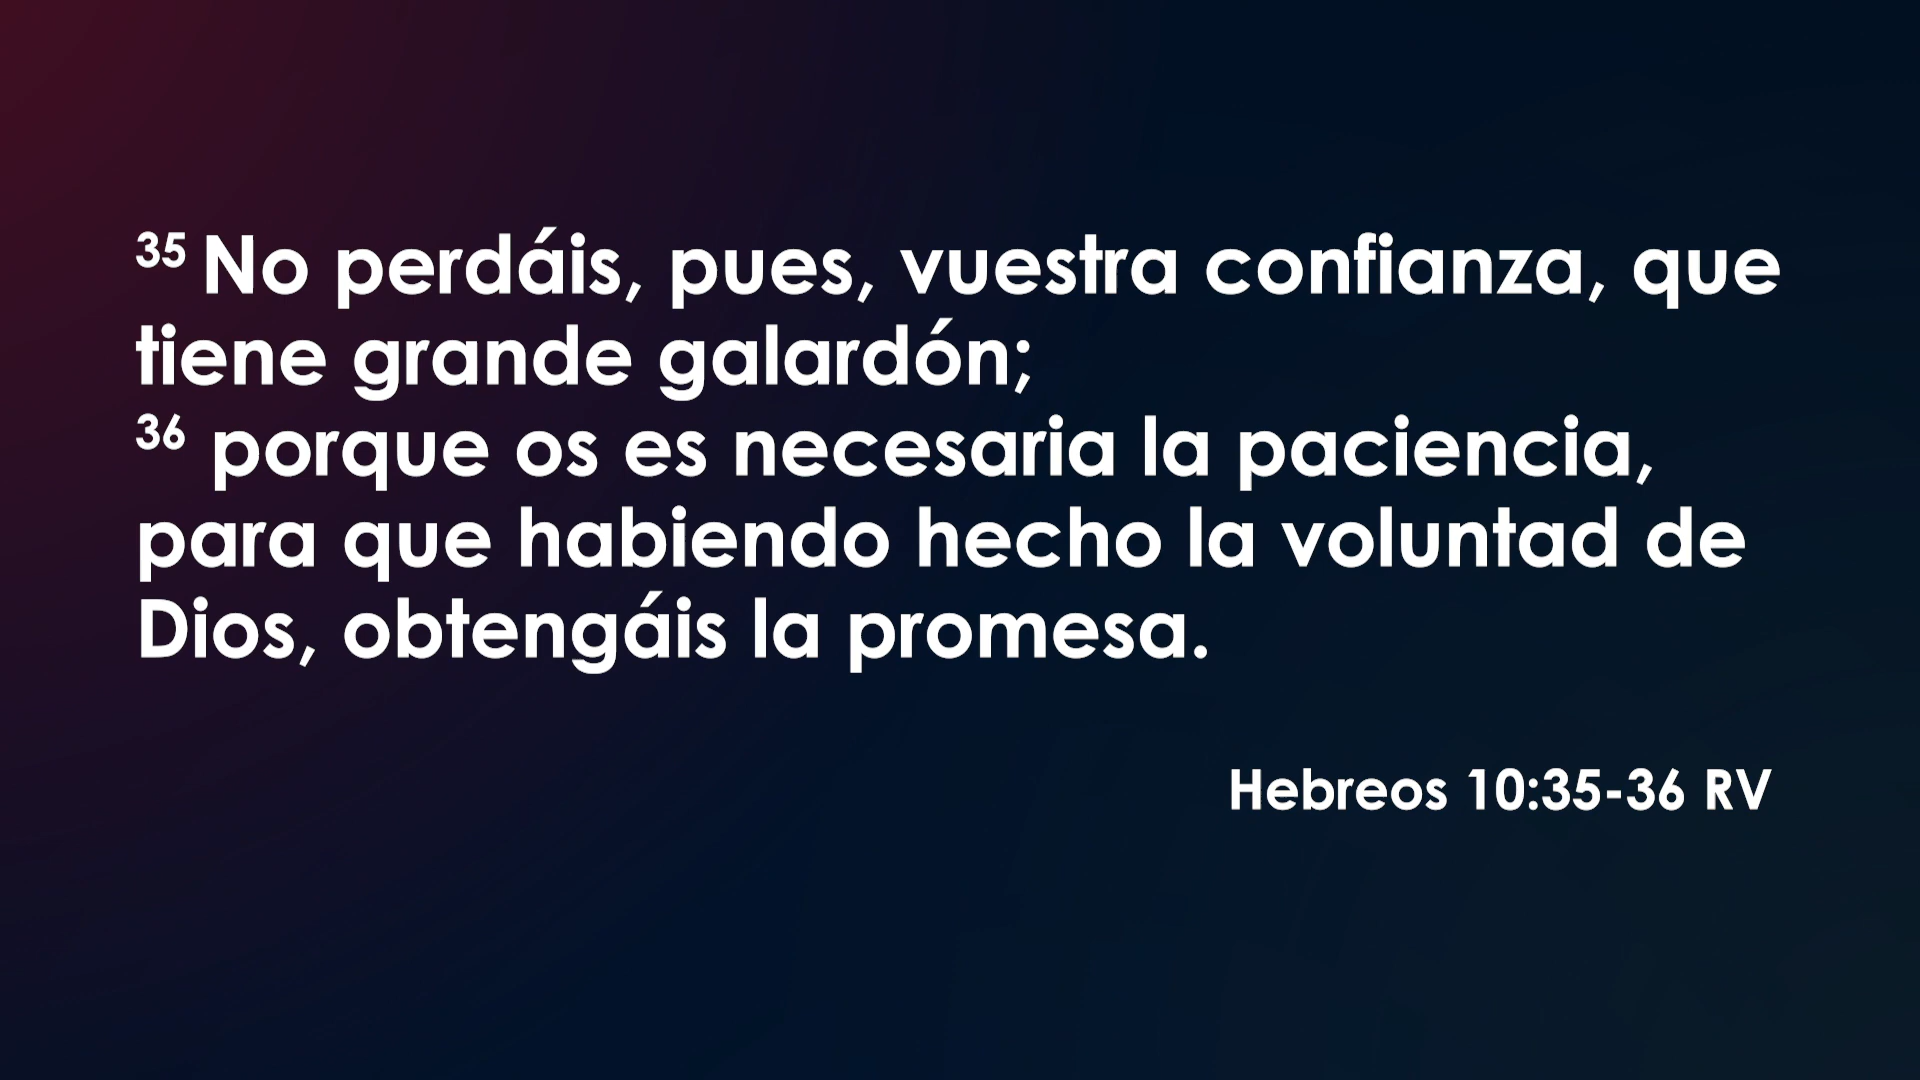 35 No perdáis, pues, vuestra confianza, que
tiene grande galardón;
36 porque os es necesaria la paciencia,
para que habiendo hecho la voluntad de
Dios, obtengáis la promesa.
Hebreos 10:35-36 RV